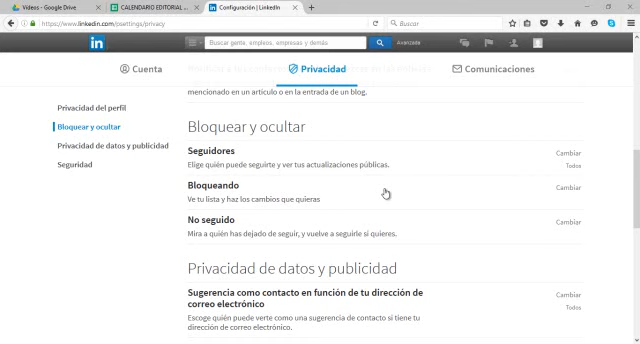 Vídeos - Google Drive
CALENDARIO EDITORIAL ...
Configuración | LinkedIn
https://www.linkedin.com/psettings/privacy
Buscar
in
Buscar gente, empleos, empresas y demás
Avanzada
Cuenta
Privacidad
Comunicaciones
mencionado en un artículo o en la entrada de un blog.
Privacidad del perfil
Bloquear y ocultar
Privacidad de datos y publicidad
Seguridad
Bloquear y ocultar
Seguidores
Cambiar
Elige quién puede seguirte y ver tus actualizaciones públicas.
Todos
Bloqueando
Cambiar
Ve tu lista y haz los cambios que quieras
No seguido
Cambiar
Mira a quién has dejado de seguir, y vuelve a seguirle si quieres.
Privacidad de datos y publicidad
Sugerencia como contacto en función de tu dirección de
Cambiar
correo electrónico
Todos
Escoge quién puede verte como una sugerencia de contacto si tiene tu
dirección de correo electrónico.